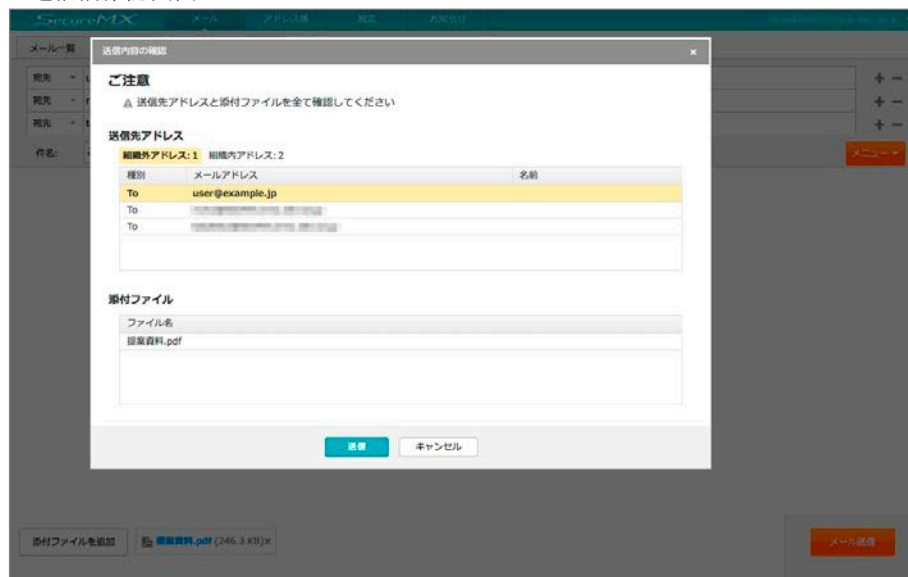 SecureMX メール アドレス帳 設定 お知らせ
メール一覧
送信内容の確認 ×
宛先
宛先
宛先
件名:
メニュー
ご注意
送信先アドレスと添付ファイルを全て確認してください
送信先アドレス
組織外アドレス: 1 組織内アドレス: 2
種別 メールアドレス 名前
To user@example.jp
To
To
添付ファイル
ファイル名
提案資料.pdf
送信 キャンセル
添付ファイルを追加 提案資料.pdf (246.3 KB)× メール送信